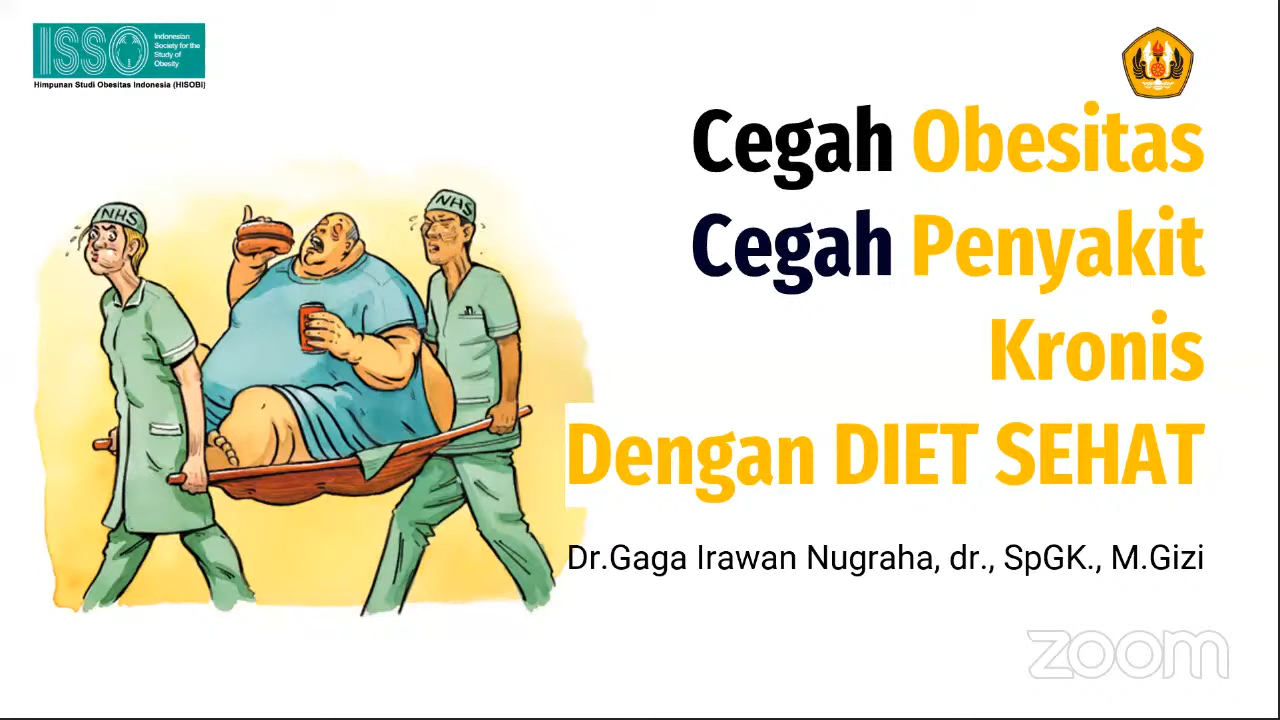 ISSO
Indonesian
Society for the
Study of
Obesity
Himpunan Studi Obesitas Indonesia (HISOBI)
Cegah Obesitas
Cegah Penyakit
Kronis
Dengan DIET SEHAT
Dr.Gaga Irawan Nugraha, dr., SpGK., M.Gizi
NHS
NHS
zoom